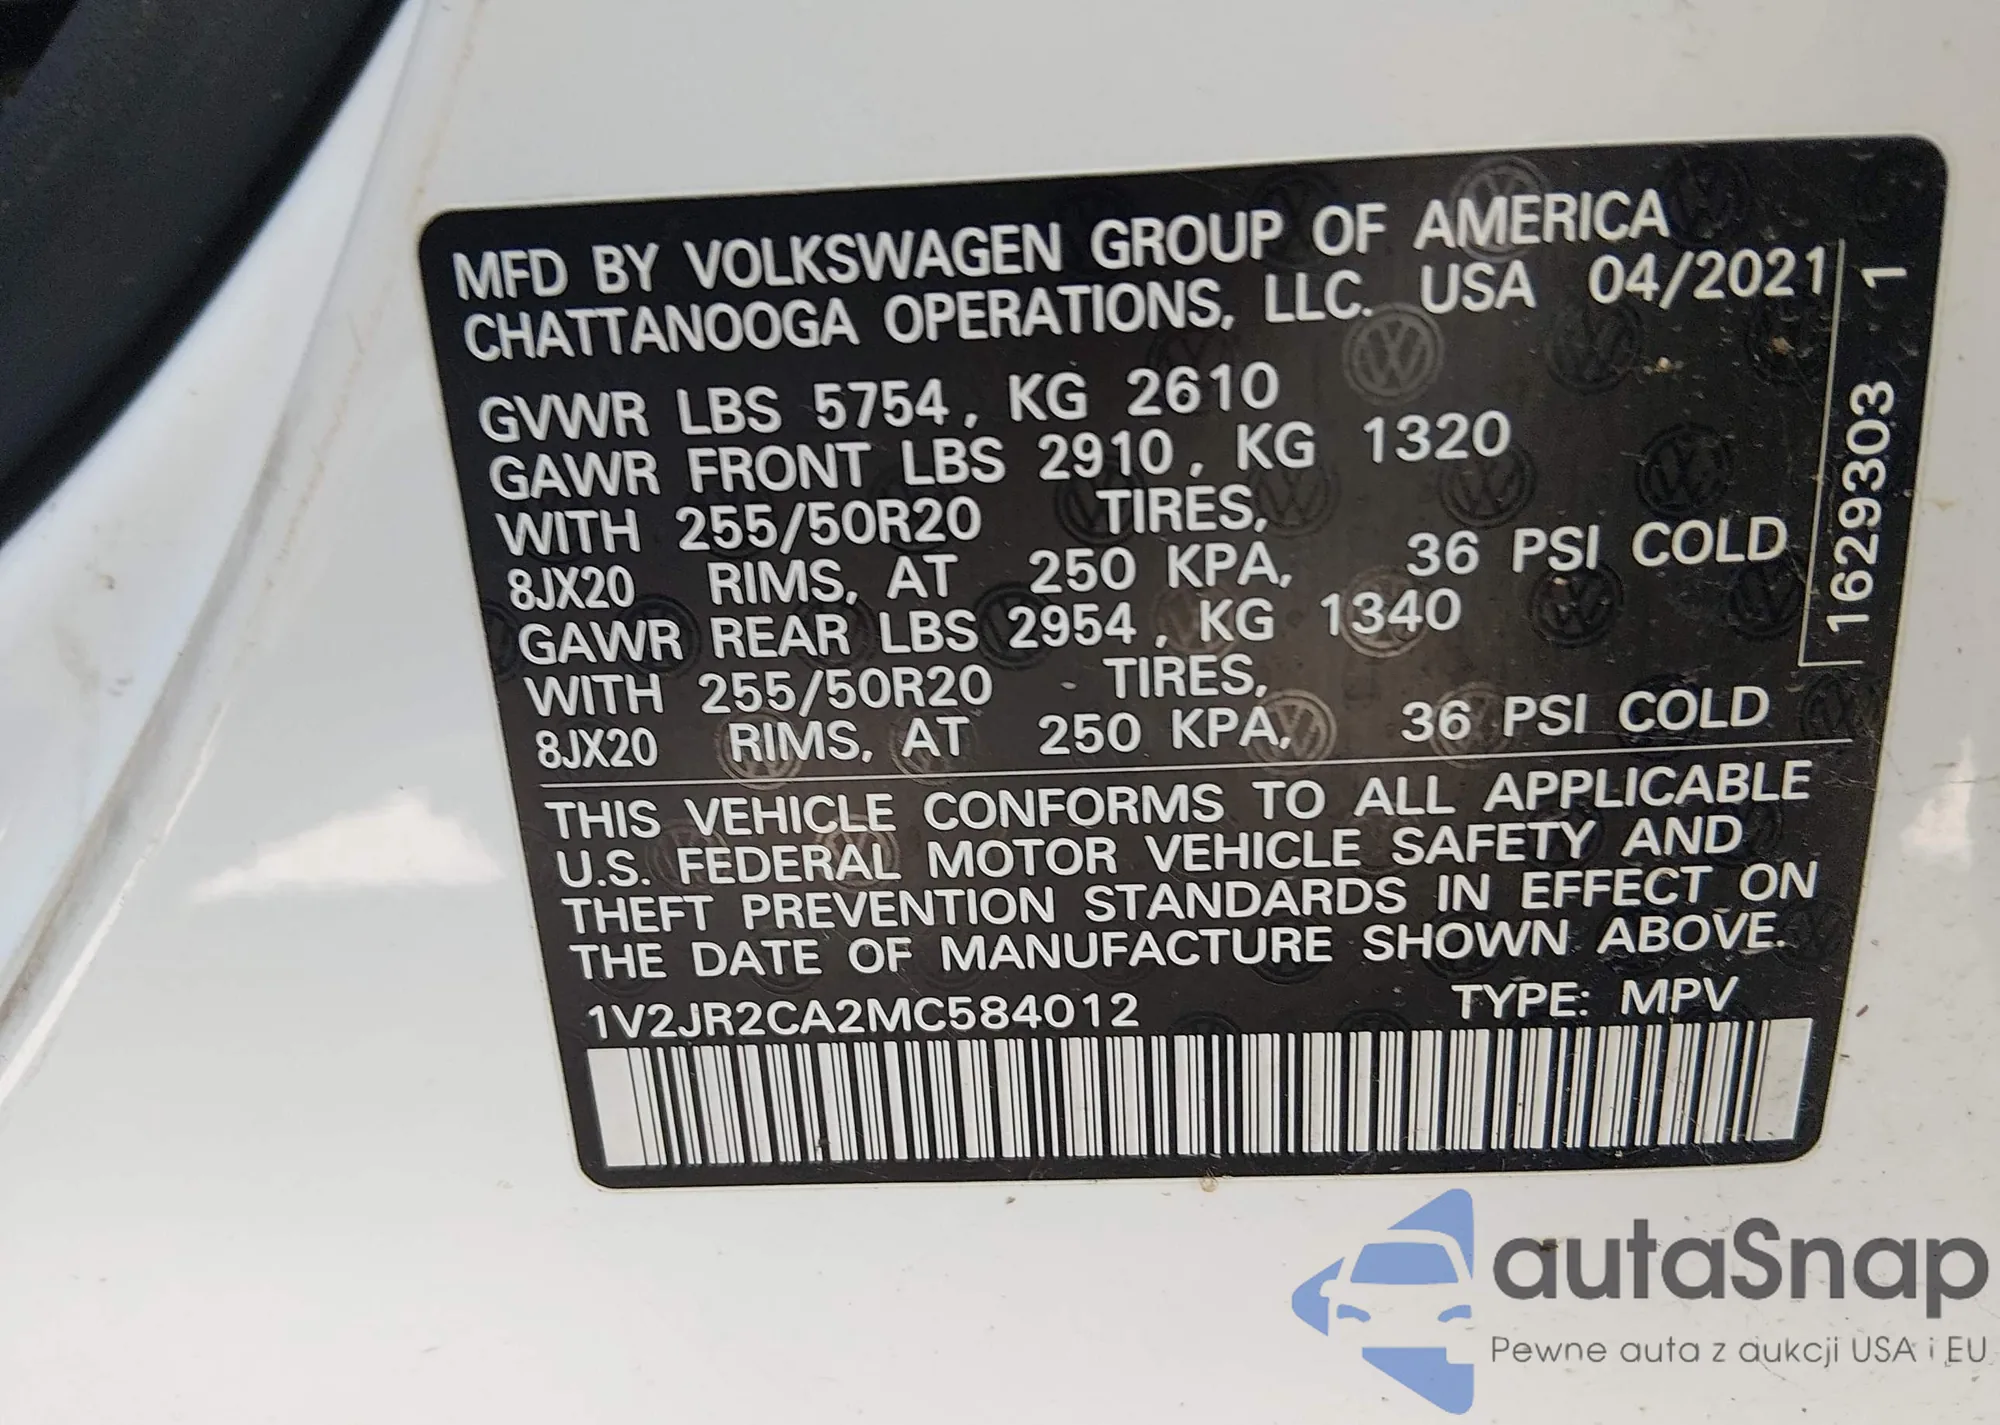 MFD BY VOLKSWAGEN GROUP OF AMERICA
CHATTANOOGA OPERATIONS, LLC. USA 04/2021
GVWR LBS 5754, KG 2610
GAWR FRONT LBS 2910, KG 1320
WITH 255/50R20 TIRES,
8JX20 RIMS, AT 250 KPA, 36 PSI COLD
GAWR REAR LBS 2954, KG 1340
WITH 255/50R20 TIRES,
8JX20 RIMS, AT 250 KPA, 36 PSI COLD
THIS VEHICLE CONFORMS TO ALL APPLICABLE
U.S. FEDERAL MOTOR VEHICLE SAFETY AND
THEFT PREVENTION STANDARDS IN EFFECT ON
THE DATE OF MANUFACTURE SHOWN ABOVE.
1V2JR2CA2MC584012 TYPE: MPV
1629303 1
autaSnap
Pewne auta z aukcji USA i EU